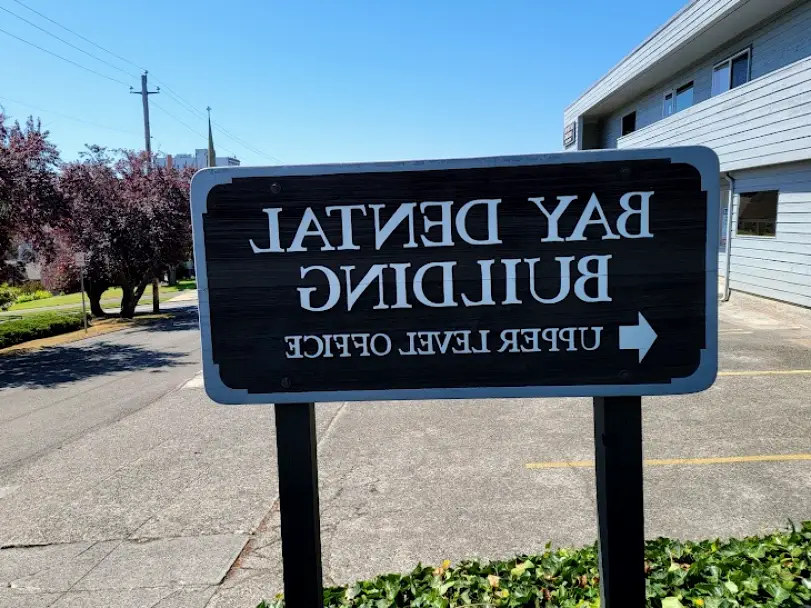 BAY DENTAL
BUILDING
UPPER LEVEL OFFICE